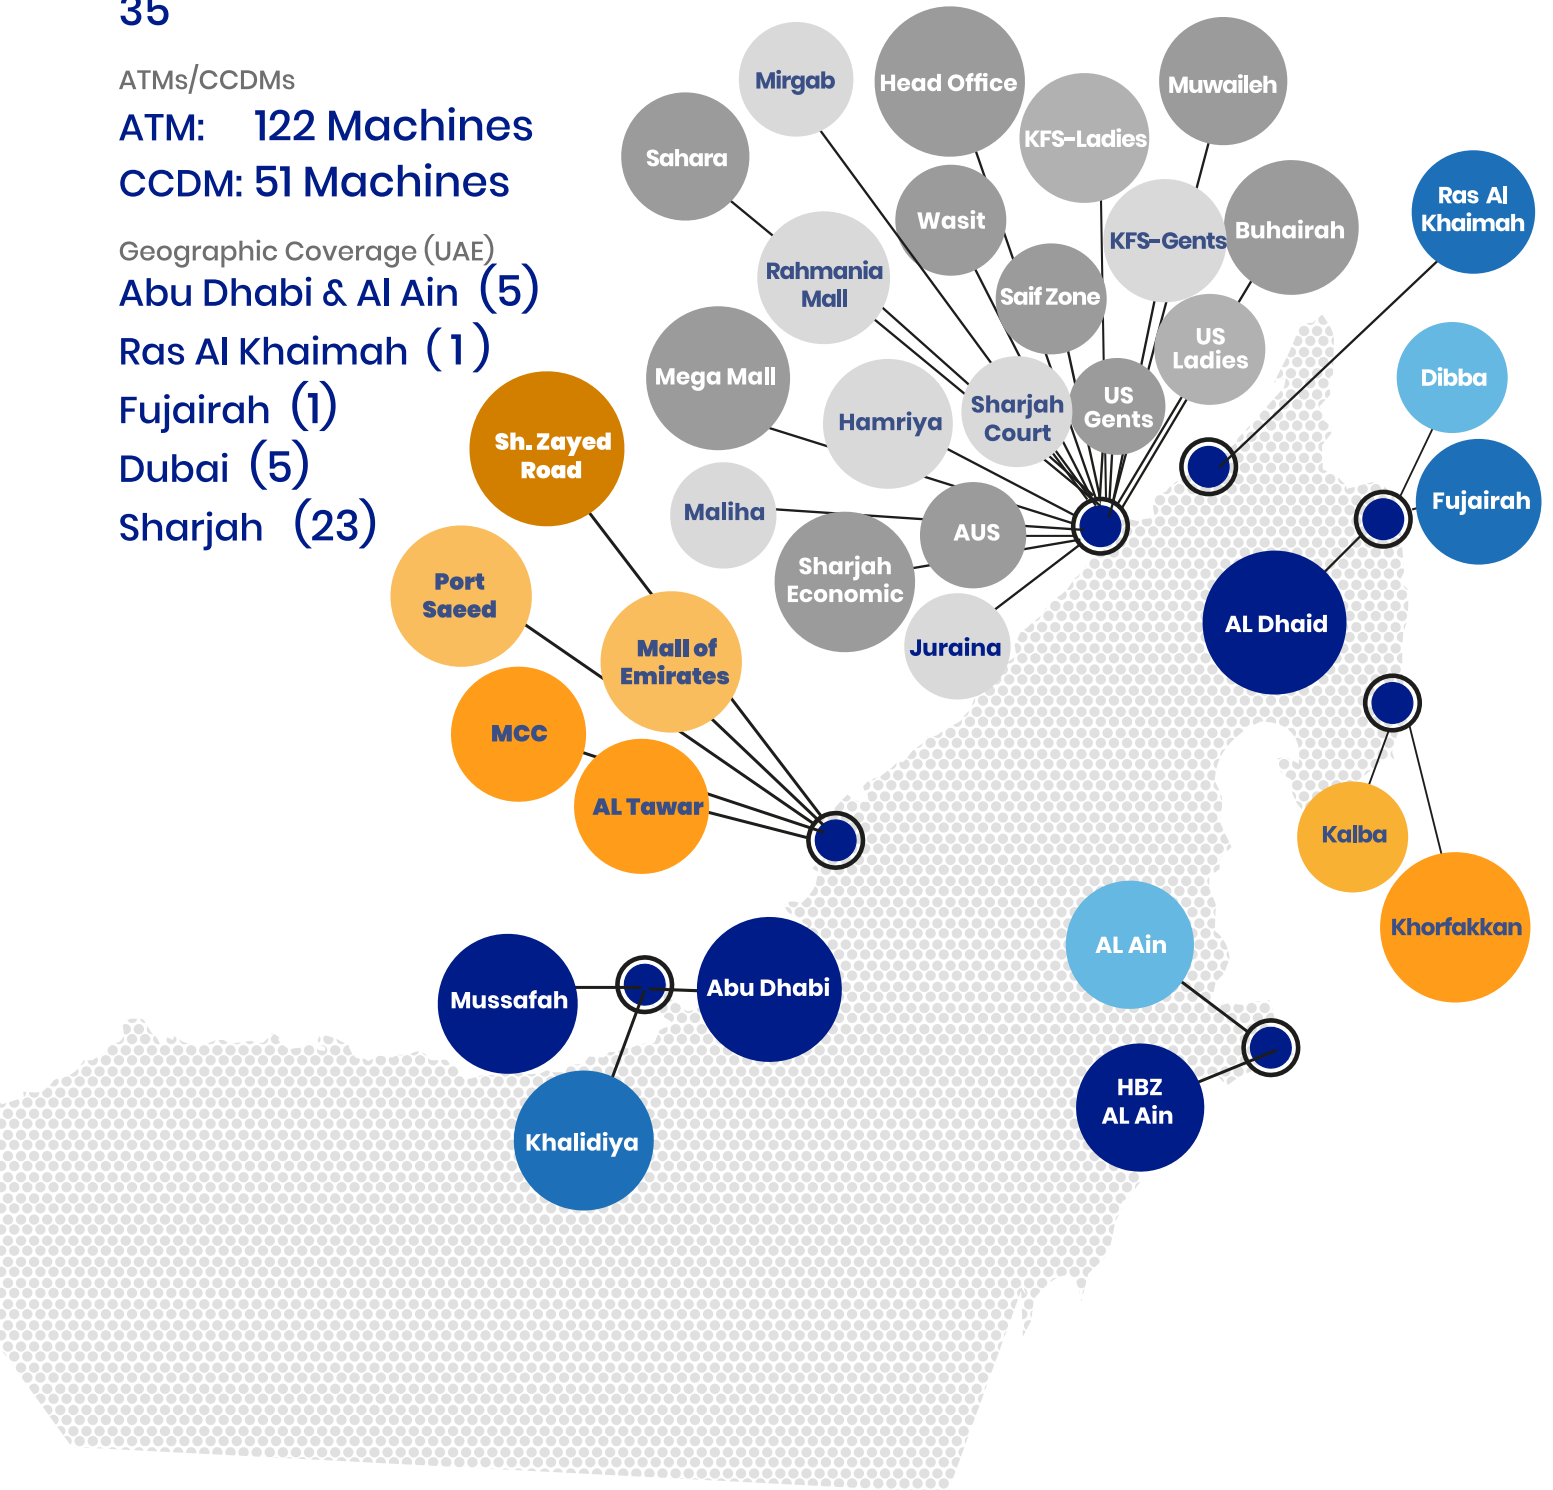 35
ATMs/CCDMs
ATM: 122 Machines
CCDM: 51 Machines
Geographic Coverage (UAE)
Abu Dhabi & Al Ain (5)
Ras Al Khaimah (1)
Fujairah (1)
Dubai (5)
Sharjah (23)
Mirgab
Head Office
Muwaileh
KFS-Ladies
Sahara
Ras Al
Khaimah
Wasit
KFS-Gents
Buhairah
Rahmania
Mall
Saif Zone
US
Ladies
Mega Mall
Dibba
Hamriya
Sharjah
Court
US
Gents
Sh. Zayed
Road
Maliha
AUS
Fujairah
Sharjah
Economic
Port
Saeed
AL Dhaid
Juraina
Mall of
Emirates
MCC
AL Tawar
Kalba
Khorfakkan
AL Ain
Mussafah
Abu Dhabi
HBZ
AL Ain
Khalidiya